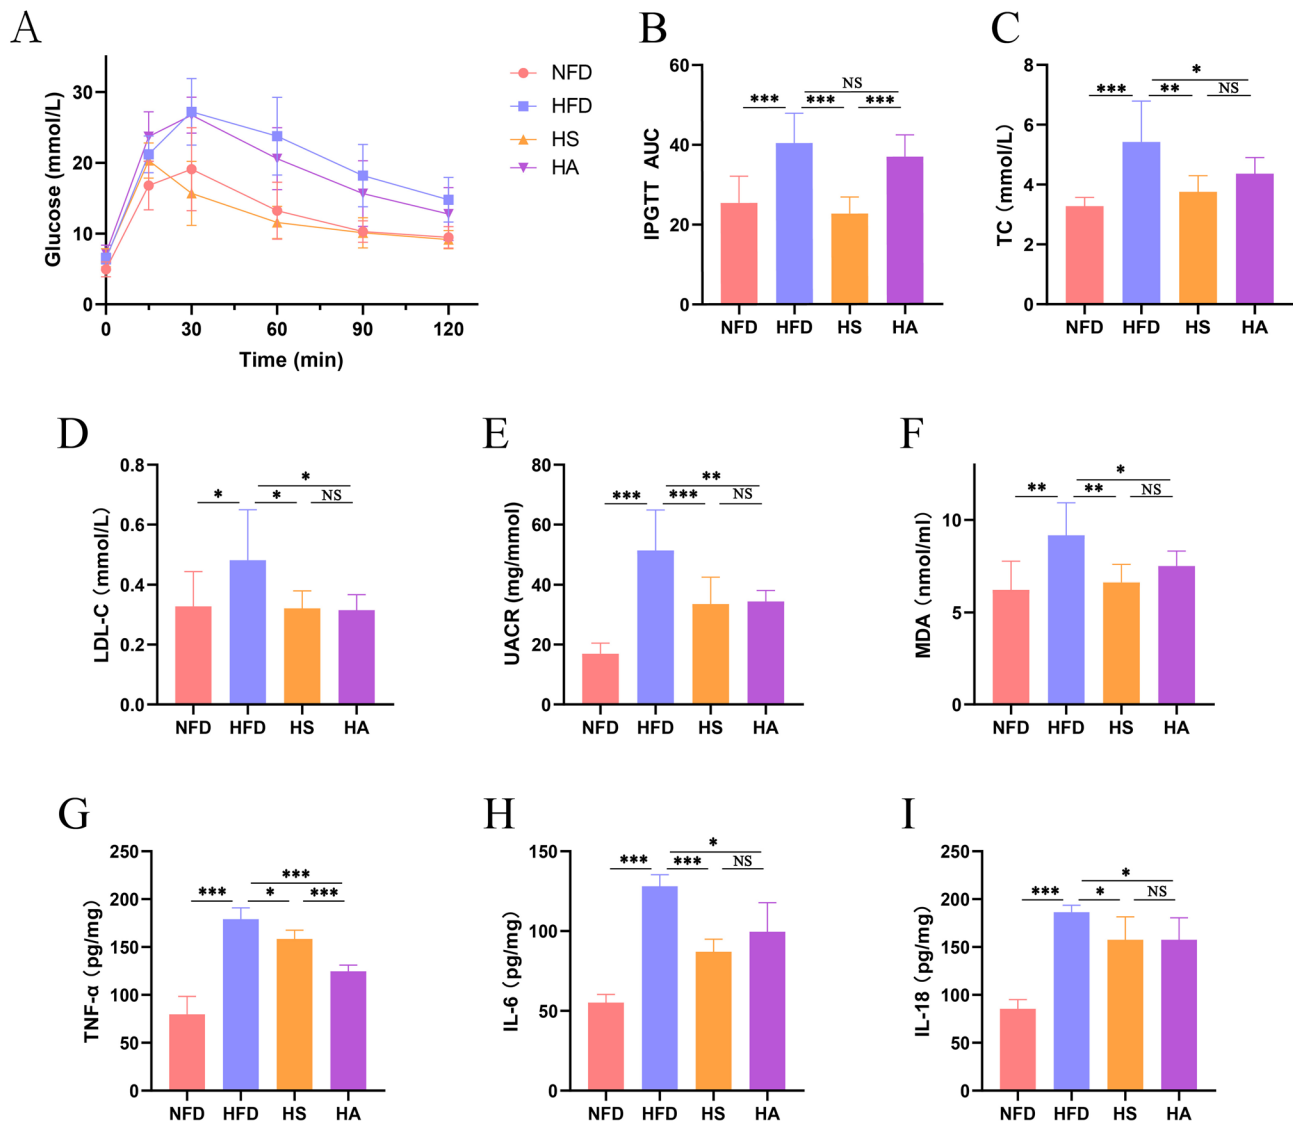 A
Glucose (mmol/L)
30
20
10
0
0 30 60 90 120
Time (min)
NFD
HFD
HS
HA
B
IPGTT AUC
60
40
20
0
NS
*** *** ***
NFD HFD HS HA
C
TC (mmol/L)
8
6
4
2
0
*
*** ** NS
NFD HFD HS HA
D
LDL-C (mmol/L)
0.8
0.6
0.4
0.2
0.0
*
* * NS
NFD HFD HS HA
E
UACR (mg/mmol)
80
60
40
20
0
**
*** *** NS
NFD HFD HS HA
F
MDA (nmol/ml)
10
5
0
*
** ** NS
NFD HFD HS HA
G
TNF-α (pg/mg)
250
200
150
100
50
0
***
*** * ***
NFD HFD HS HA
H
IL-6 (pg/mg)
150
100
50
0
*
*** *** NS
NFD HFD HS HA
I
IL-18 (pg/mg)
250
200
150
100
50
0
*
*** * NS
NFD HFD HS HA